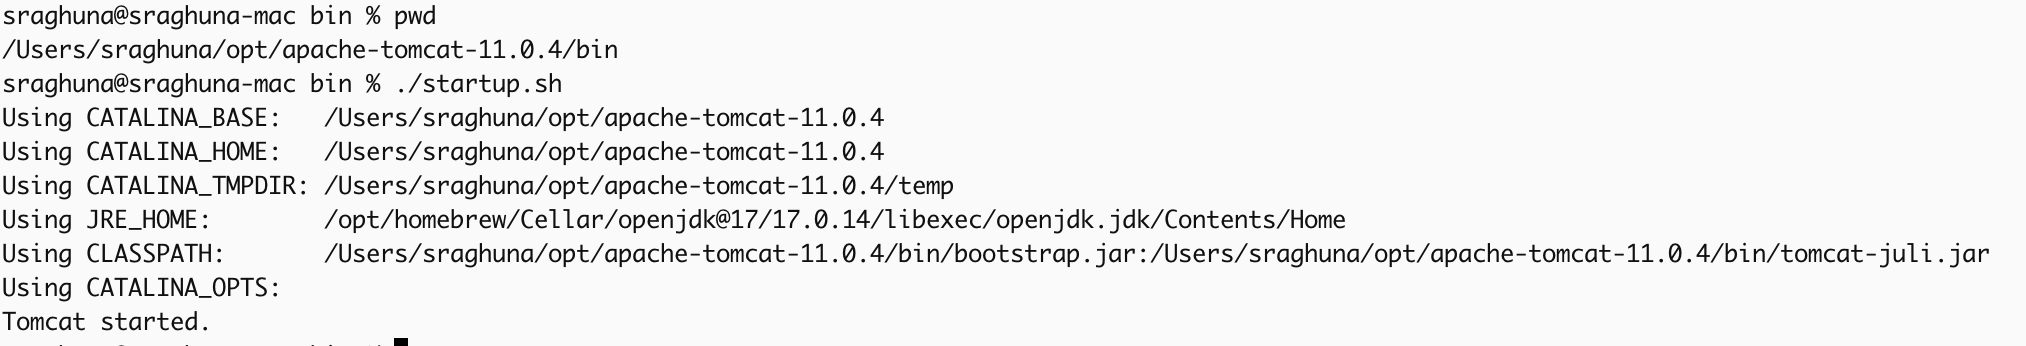 sraghuna@sraghuna-mac bin % pwd
/Users/sraghuna/opt/apache-tomcat-11.0.4/bin
sraghuna@sraghuna-mac bin % ./startup.sh
Using CATALINA_BASE:   /Users/sraghuna/opt/apache-tomcat-11.0.4
Using CATALINA_HOME:   /Users/sraghuna/opt/apache-tomcat-11.0.4
Using CATALINA_TMPDIR: /Users/sraghuna/opt/apache-tomcat-11.0.4/temp
Using JRE_HOME:        /opt/homebrew/Cellar/openjdk@17/17.0.14/libexec/openjdk.jdk/Contents/Home
Using CLASSPATH:       /Users/sraghuna/opt/apache-tomcat-11.0.4/bin/bootstrap.jar:/Users/sraghuna/opt/apache-tomcat-11.0.4/bin/tomcat-juli.jar
Using CATALINA_OPTS:
Tomcat started.